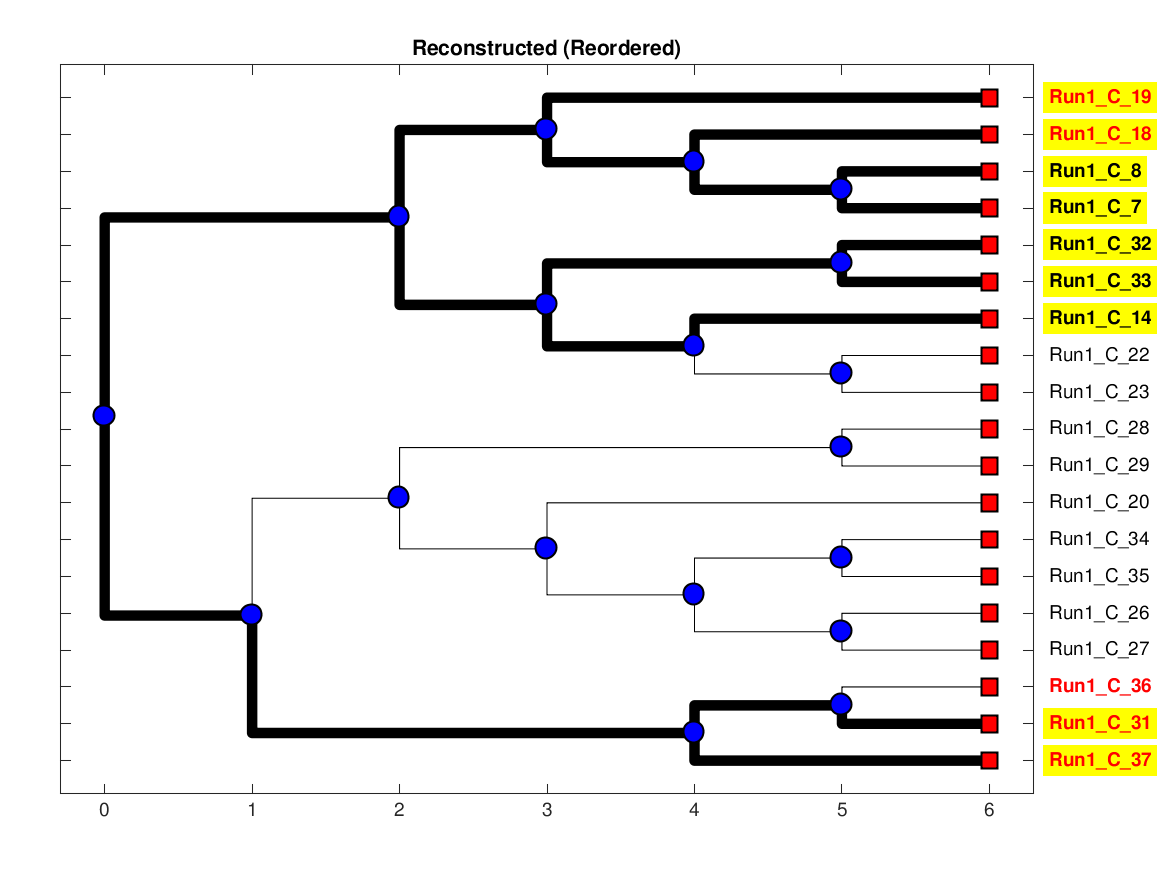 Reconstructed (Reordered)
Run1_C_19
Run1_C_18
Run1_C_8
Run1_C_7
Run1_C_32
Run1_C_33
Run1_C_14
Run1_C_22
Run1_C_23
Run1_C_28
Run1_C_29
Run1_C_20
Run1_C_34
Run1_C_35
Run1_C_26
Run1_C_27
Run1_C_36
Run1_C_31
Run1_C_37
0 1 2 3 4 5 6